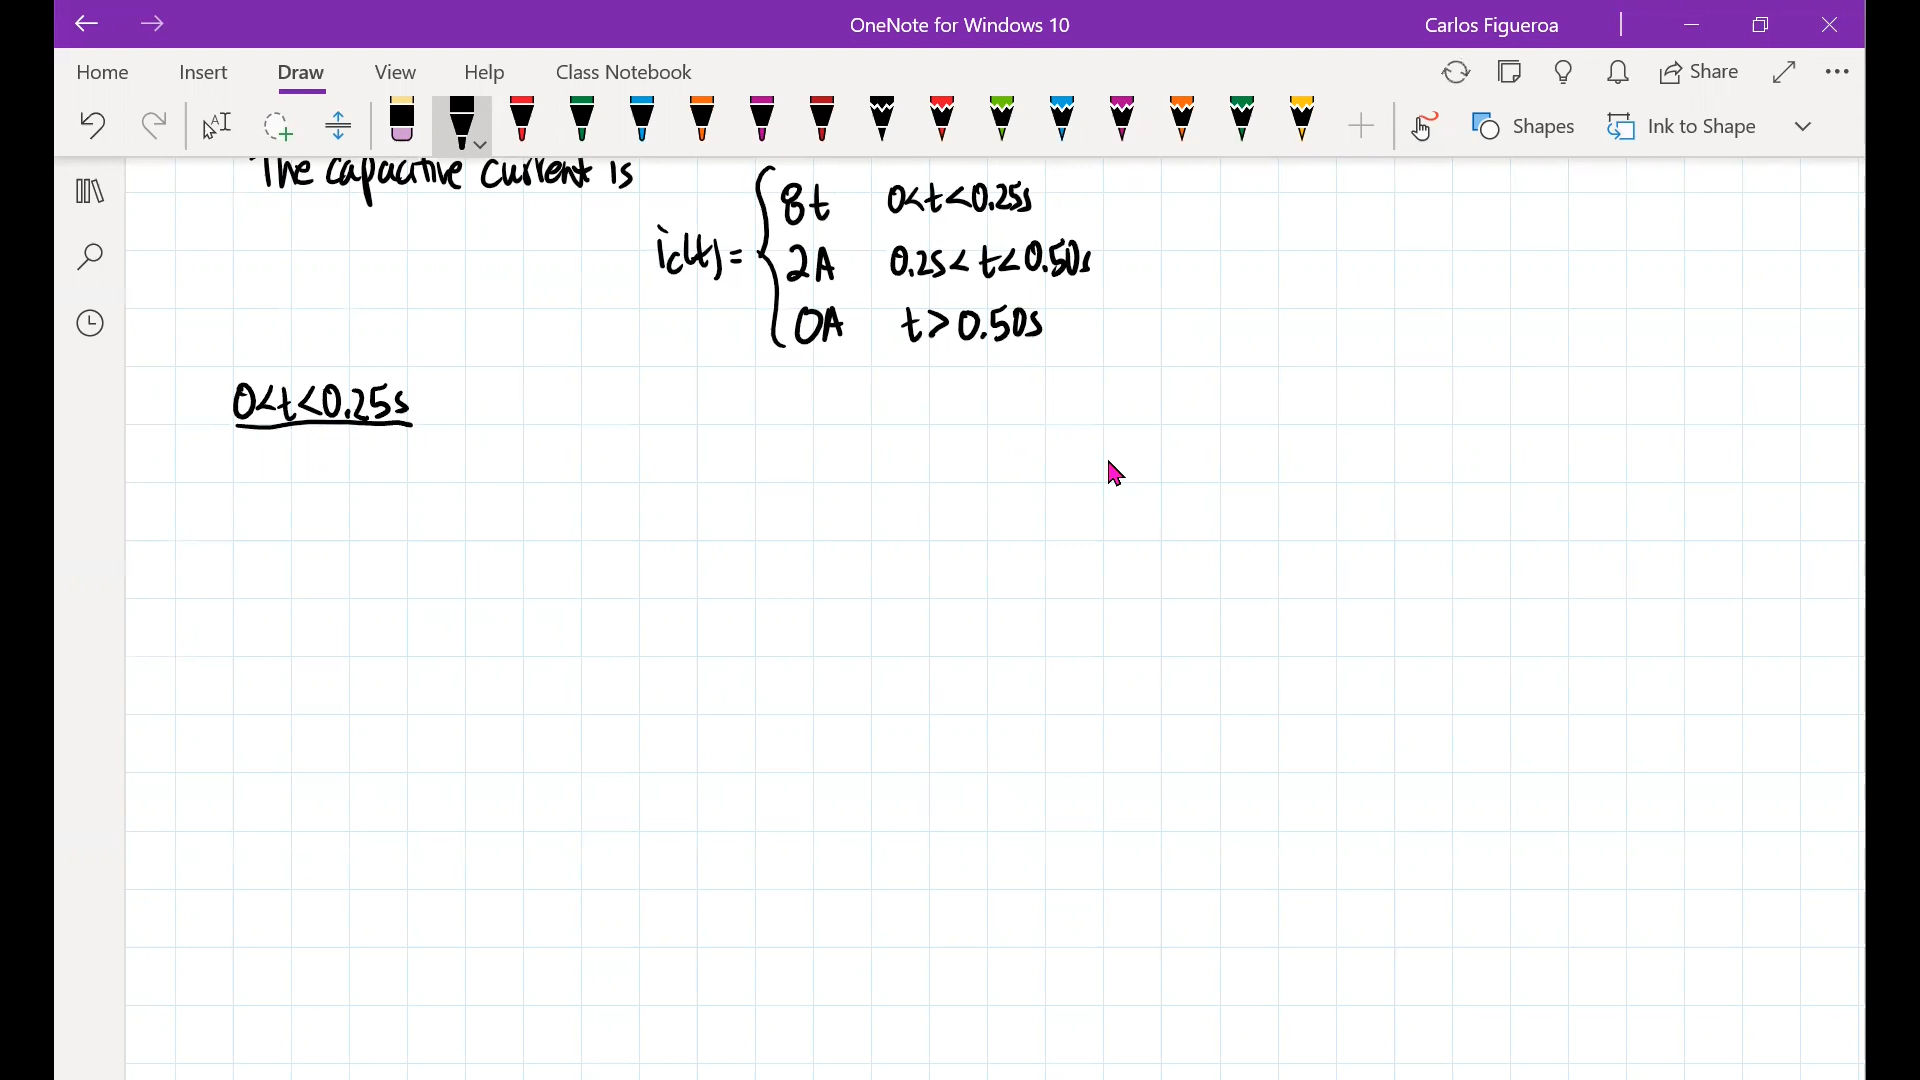 OneNote for Windows 10
Carlos Figueroa
Home Insert Draw View Help Class Notebook
Share
Shapes
Ink to Shape
The capacitive current is
8t 0<t<0.25s
ic(t) = 2A 0.25< t<0.50s
0A t>0.50s
0<t<0.25s